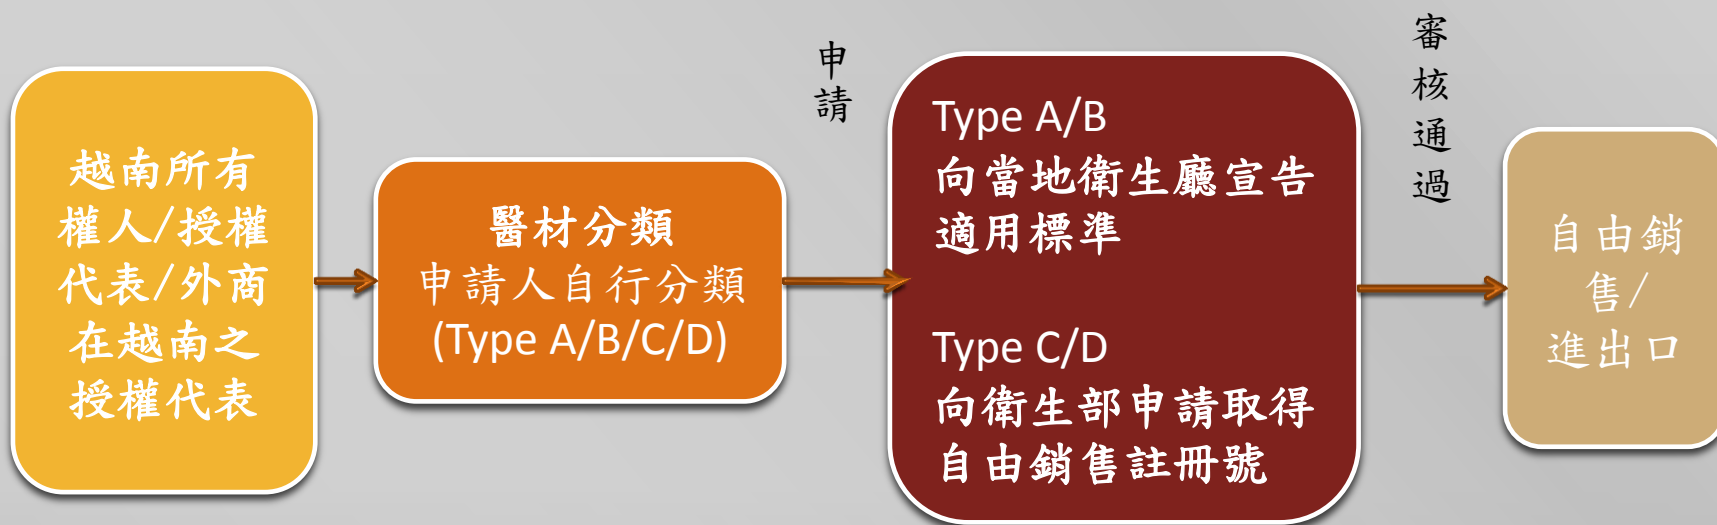 越南所有
權人/授權
代表/外商
在越南之
授權代表
醫材分類
申請人自行分類
(Type A/B/C/D)
申請
Type A/B
向當地衛生廳宣告
適用標準
Type C/D
向衛生部申請取得
自由銷售註冊號
審核通過
自由銷
售/
進出口